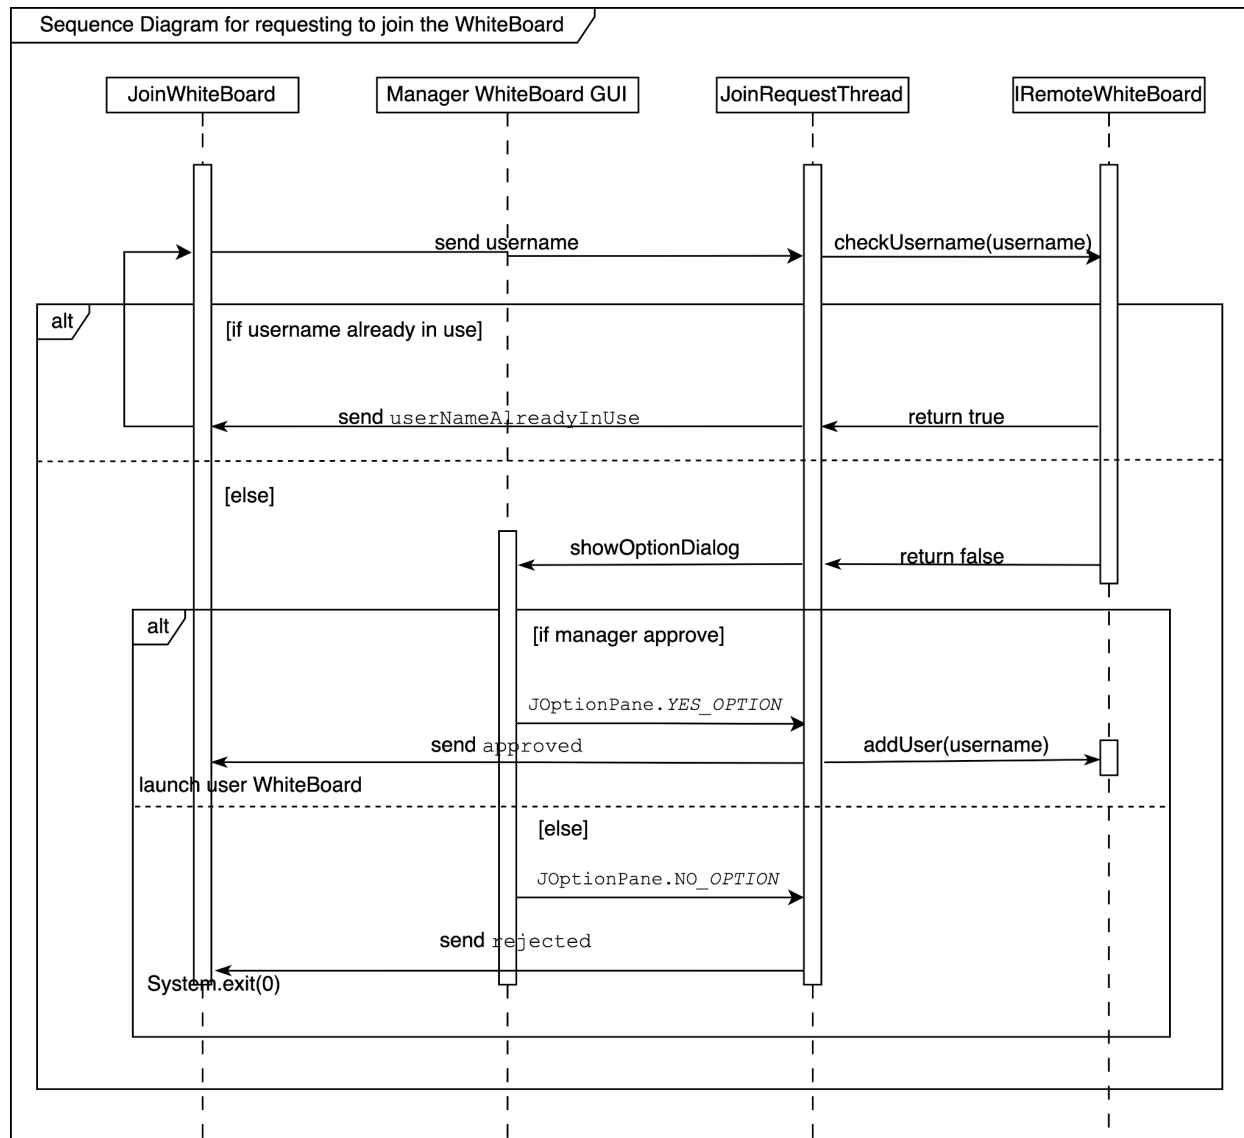 Sequence Diagram for requesting to join the WhiteBoard
JoinWhiteBoard
Manager WhiteBoard GUI
JoinRequestThread
IRemoteWhiteBoard
send username
checkUsername(username)
alt
[if username already in use]
send userNameAlreadyInUse
return true
[else]
showOptionDialog
return false
alt
[if manager approve]
JOptionPane.YES_OPTION
send approved
addUser(username)
launch user WhiteBoard
[else]
JOptionPane.NO_OPTION
send rejected
System.exit(0)